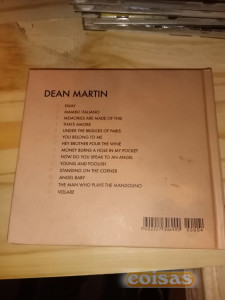 DEAN MARTIN
SWAY
MAMBO ITALIANO
MEMORIES ARE MADE OF THIS
THATS AMORE
UNDER THE BRIDGES OF PARIS
YOU BELONG TO ME
HEY BROTHER POUR THE WINE
MONEY BURNS A HOLE IN MY POCKET
HOW DO YOU SPEAK TO AN ANGEL
YOUNG AND FOOLISH
STANDING ON THE CORNER
ANGEL BABY
THE MAN WHO PLAYS THE MANDOLINO
VOLARE
coisas